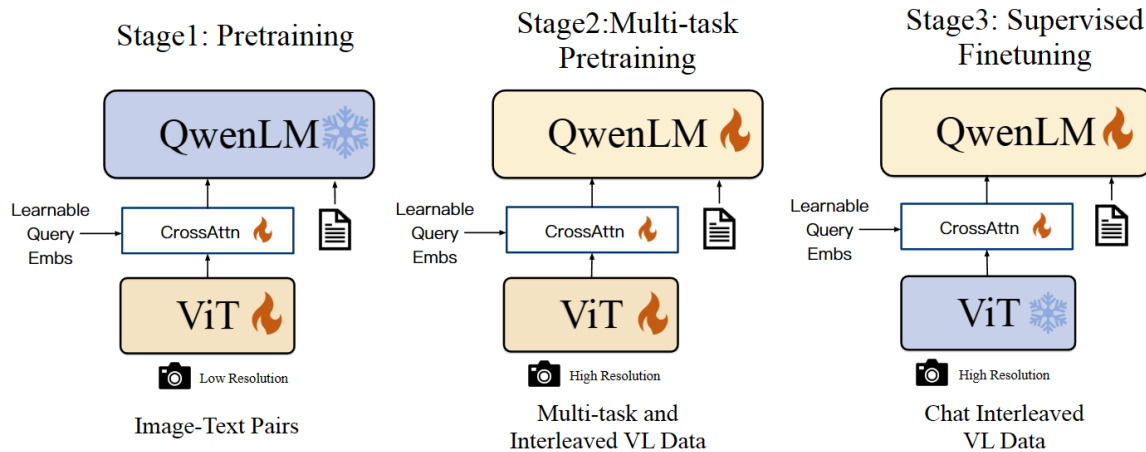 Stage1: Pretraining
QwenLM
Learnable
Query
Embs
CrossAttn
ViT
Low Resolution
Image-Text Pairs
Stage2:Multi-task
Pretraining
QwenLM
Learnable
Query
Embs
CrossAttn
ViT
High Resolution
Multi-task and
Interleaved VL Data
Stage3: Supervised
Finetuning
QwenLM
Learnable
Query
Embs
CrossAttn
ViT
High Resolution
Chat Interleaved
VL Data